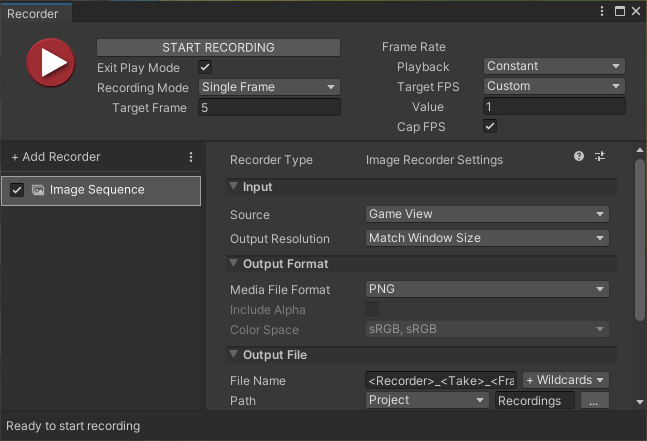 Recorder
START RECORDING
Exit Play Mode
Recording Mode Single Frame
Target Frame 5
Frame Rate
Playback Constant
Target FPS Custom
Value 1
Cap FPS
+ Add Recorder
Image Sequence
Recorder Type Image Recorder Settings
Input
Source Game View
Output Resolution Match Window Size
Output Format
Media File Format PNG
Include Alpha
Color Space sRGB, sRGB
Output File
File Name <Recorder>_<Take>_<Fra + Wildcards
Path Project Recordings ...
Ready to start recording